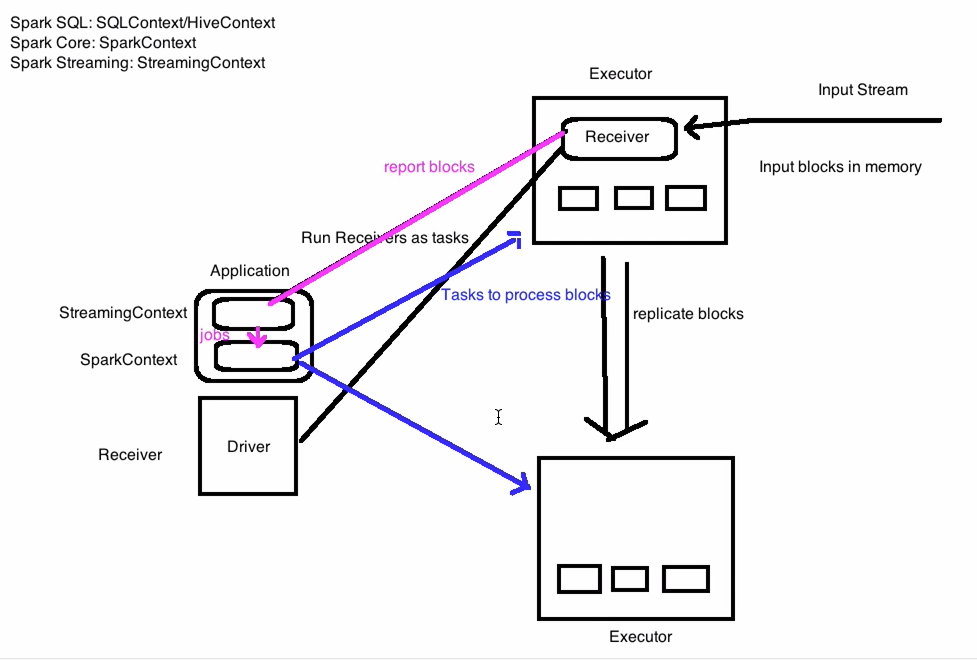 Spark SQL: SQLContext/HiveContext
Spark Core: SparkContext
Spark Streaming: StreamingContext
Executor
Input Stream
Receiver
report blocks
Input blocks in memory
Run Receivers as tasks
Application
Tasks to process blocks
StreamingContext
replicate blocks
jobs
SparkContext
Driver
Receiver
Executor